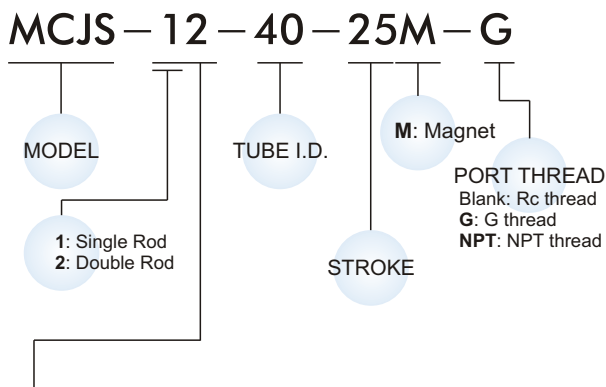 MCJS – 12 – 40 – 25M – G
MODEL
TUBE I.D.
M: Magnet
PORT THREAD
Blank: Rc thread
G: G thread
NPT: NPT thread
1: Single Rod
2: Double Rod
STROKE